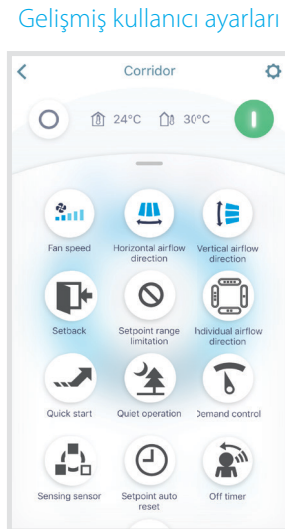 Gelişmiş kullanıcı ayarları
Corridor
24°C 30°C
Fan speed Horizontal airflow direction Vertical airflow direction
Setback Setpoint range limitation Individual airflow direction
Quick start Quiet operation Demand control
Sensing sensor Setpoint auto reset Off timer